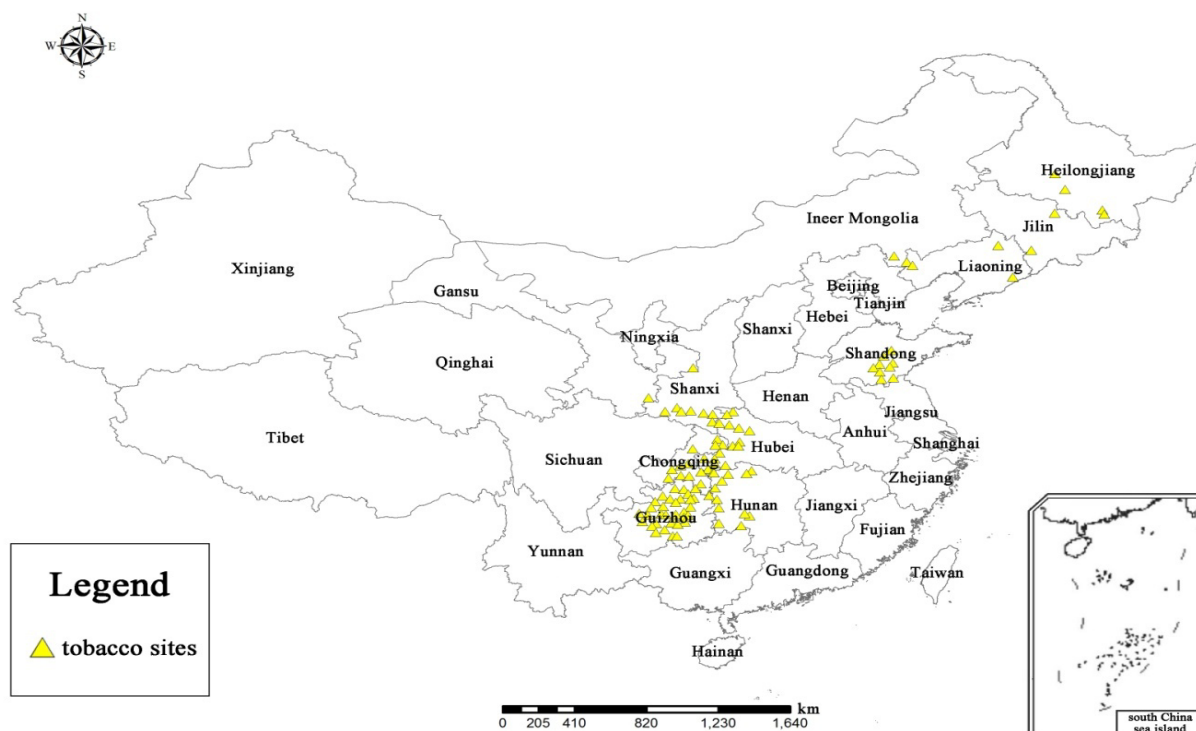 N
W E
S
Heilongjiang
Ineer Mongolia
Jilin
Xinjiang
Liaoning
Gansu
Beijing
Tianjin
Hebei
Ningxia
Shanxi
Shandong
Qinghai
Shanxi
Henan
Jiangsu
Tibet
Anhui
Shanghai
Hubei
Sichuan
Chongqing
Zhejiang
Hunan
Jiangxi
Guizhou
Fujian
Yunnan
Guangxi
Guangdong
Taiwan
Hainan
Legend
tobacco sites
km
0 205 410 820 1,230 1,640
south China
sea island